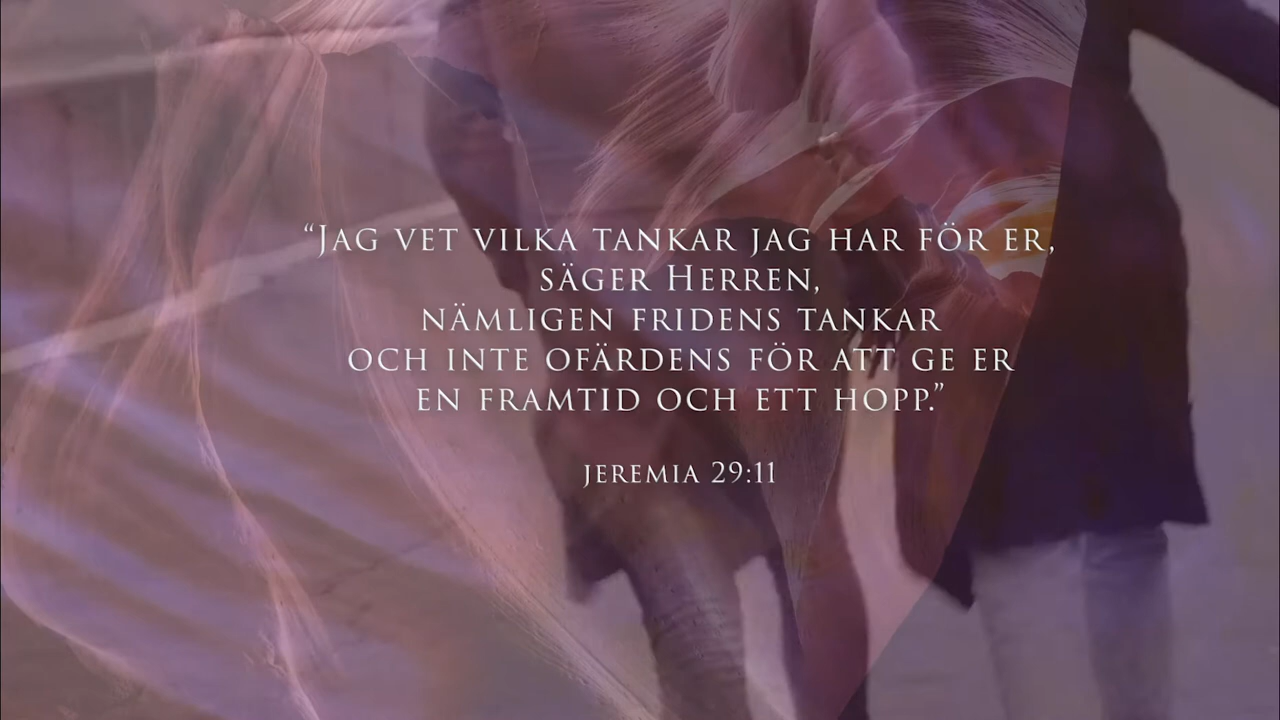 “Jag vet vilka tankar jag har för er,
säger Herren,
nämligen fridens tankar
och inte ofärdens för att ge er
en framtid och ett hopp.”
Jeremia 29:11